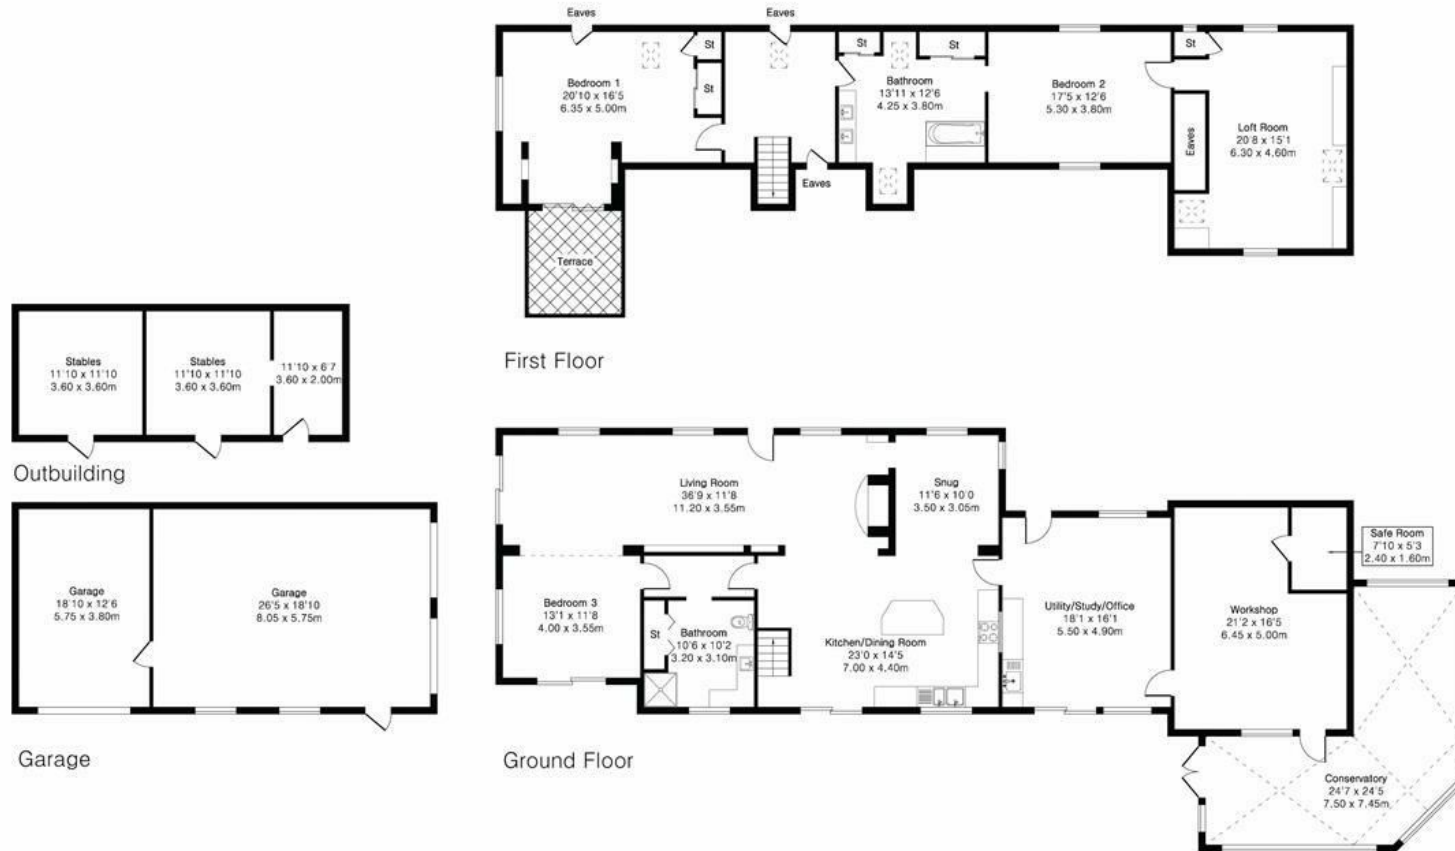 Eaves
Eaves
St
St
St
St
St
Bedroom 1
20'10 x 16'5
6.35 x 5.00m
Bathroom
13'11 x 12'6
4.25 x 3.80m
Bedroom 2
17'5 x 12'6
5.30 x 3.80m
Eaves
Loft Room
20'8 x 15'1
6.30 x 4.60m
Eaves
Terrace
First Floor
Stables
11'10 x 11'10
3.60 x 3.60m
Stables
11'10 x 11'10
3.60 x 3.60m
11'10 x 6'7
3.60 x 2.00m
Outbuilding
Garage
18'10 x 12'6
5.75 x 3.80m
Garage
26'5 x 18'10
8.05 x 5.75m
Garage
Living Room
36'9 x 11'8
11.20 x 3.55m
Snug
11'6 x 10'0
3.50 x 3.05m
Safe Room
7'10 x 5'3
2.40 x 1.60m
Bedroom 3
13'1 x 11'8
4.00 x 3.55m
St
Bathroom
10'6 x 10'2
3.20 x 3.10m
Kitchen/Dining Room
23'0 x 14'5
7.00 x 4.40m
Utility/Study/Office
18'1 x 16'1
5.50 x 4.90m
Workshop
21'2 x 16'5
6.45 x 5.00m
Conservatory
24'7 x 24'5
7.50 x 7.45m
Ground Floor